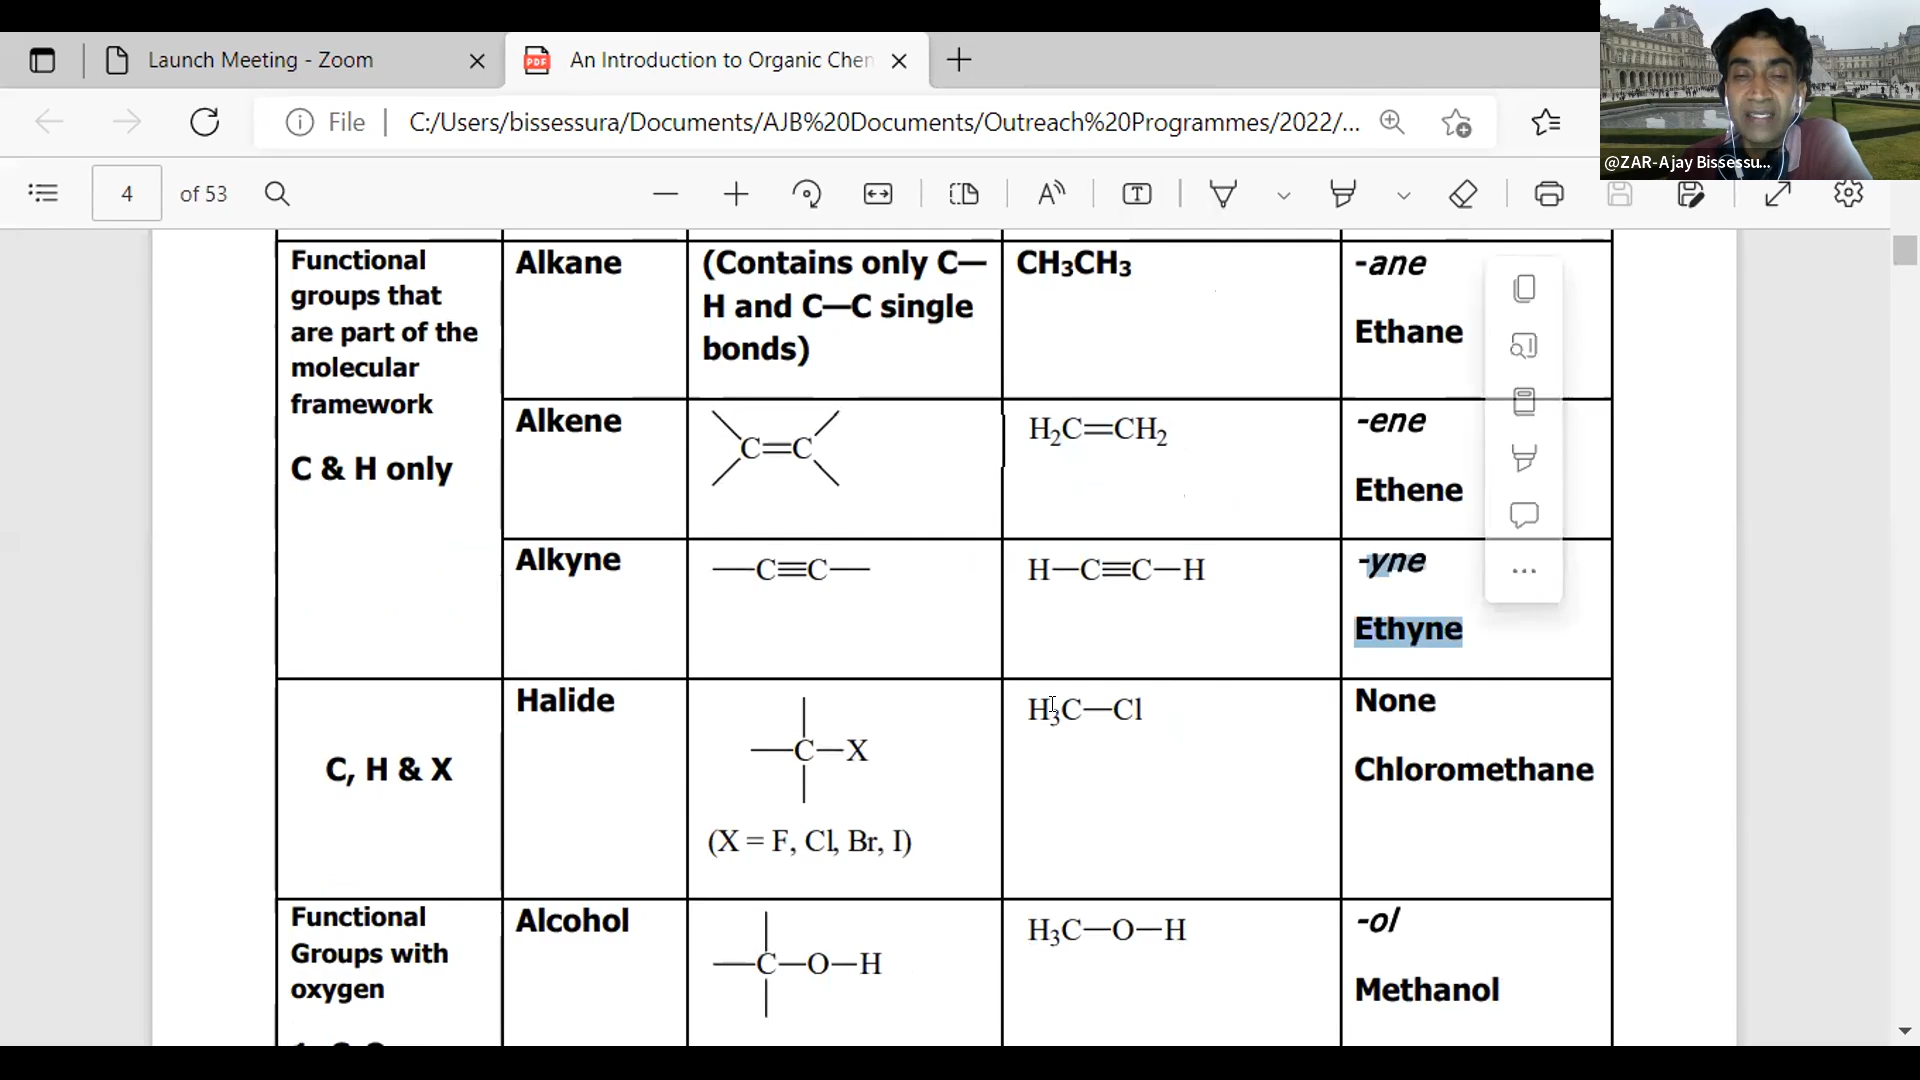 Launch Meeting - Zoom
An Introduction to Organic Chen
File
C:/Users/bissessura/Documents/AJB%20Documents/Outreach%20Programmes/2022/...
@ZAR-Ajay Bissessu...
4 of 53
Functional groups that are part of the molecular framework
C & H only
Alkane
(Contains only C—
H and C—C single
bonds)
CH₃CH₃
-ane
Ethane
Alkene
C=C
H₂C=CH₂
-ene
Ethene
Alkyne
—C≡C—
H—C≡C—H
-yne
Ethyne
C, H & X
Halide
—C—X
(X = F, Cl, Br, I)
H₃C—Cl
None
Chloromethane
Functional
Groups with
oxygen
Alcohol
—C—O—H
H₃C—O—H
-ol
Methanol